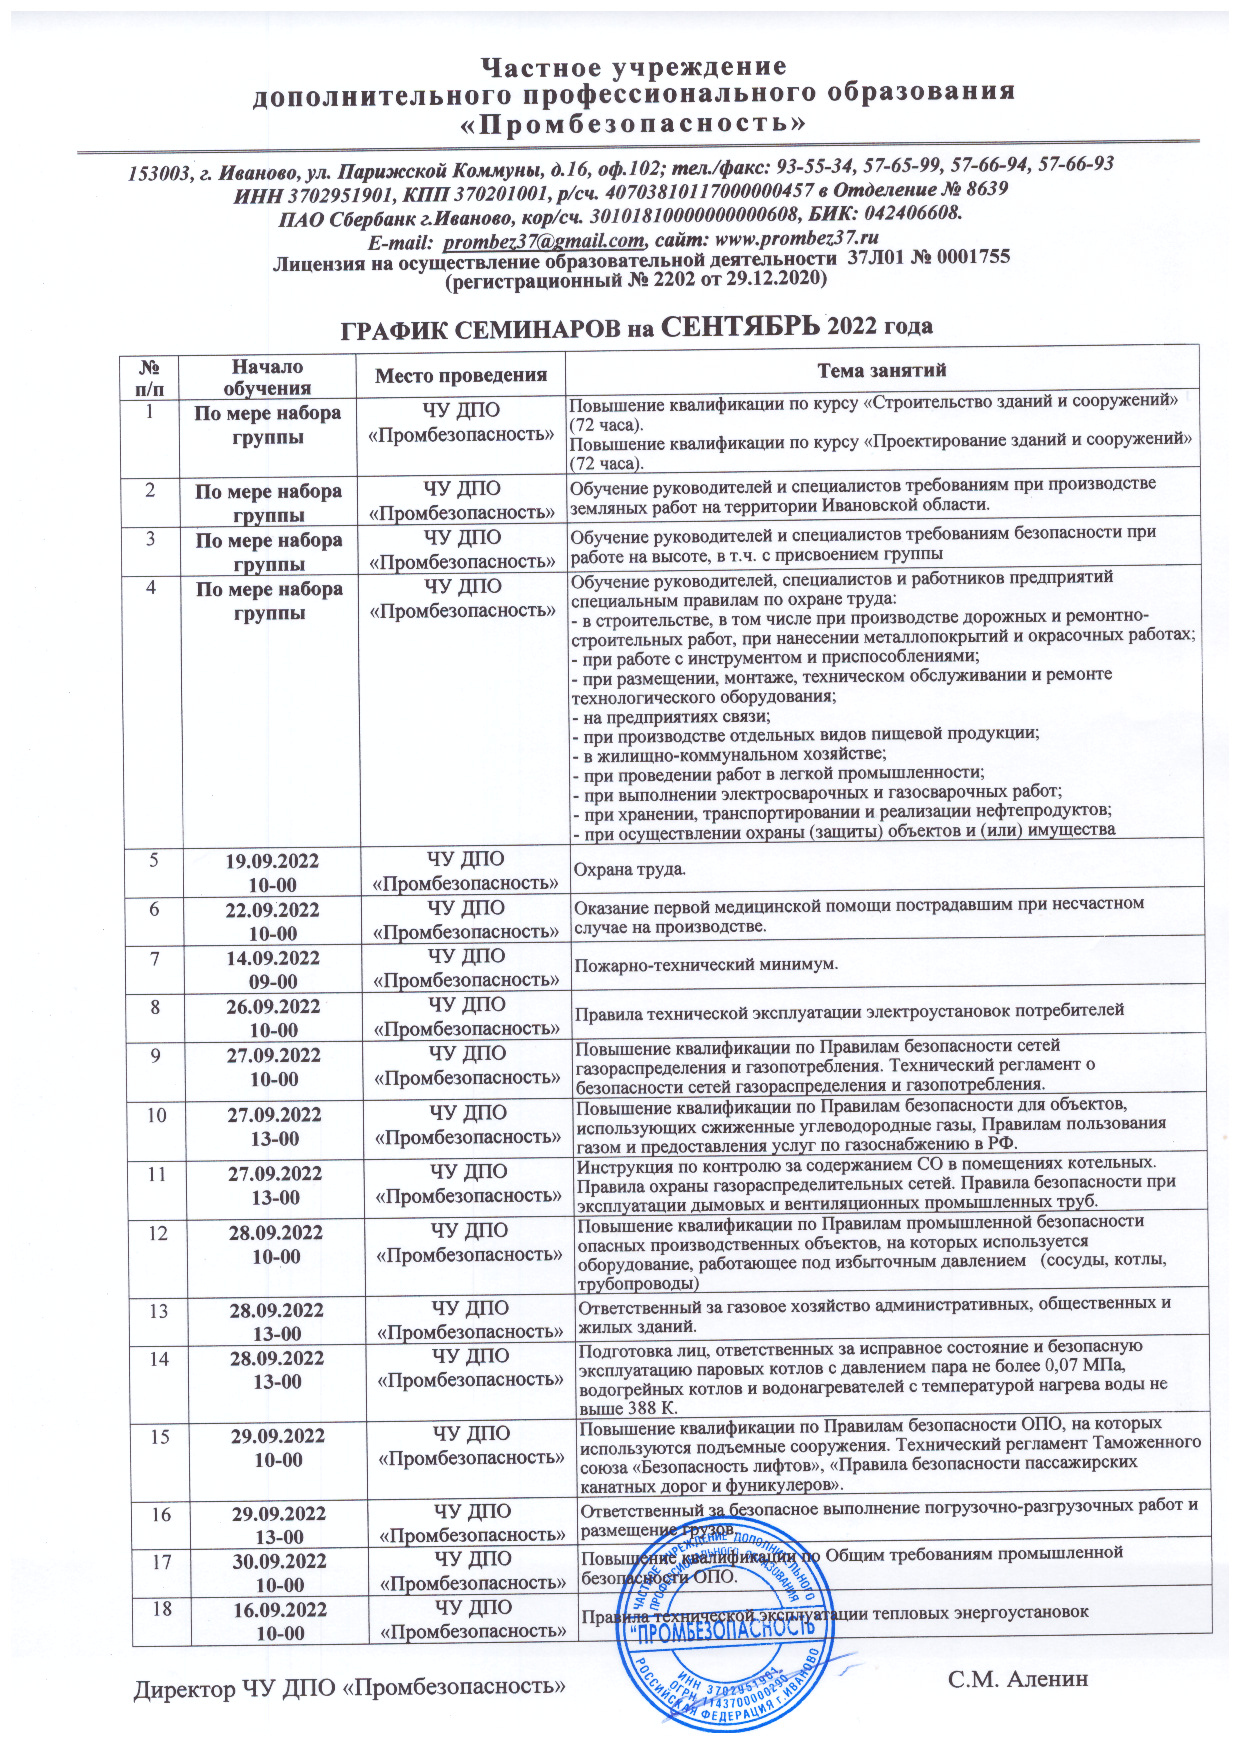 Частное учреждение
дополнительного профессионального образования
«Промбезопасность»
153003, г. Иваново, ул. Парижской Коммуны, д.16, оф.102; тел./факс: 93-55-34, 57-65-99, 57-66-94, 57-66-93
ИНН 3702951901, КПП 370201001, р/сч. 40703810117000000457 в Отделение № 8639
ПАО Сбербанк г.Иваново, кор/сч. 30101810000000000608, БИК: 042406608.
E-mail: prombez37@gmail.com, сайт: www.prombez37.ru
Лицензия на осуществление образовательной деятельности 37Л01 № 0001755
(регистрационный № 2202 от 29.12.2020)
ГРАФИК СЕМИНАРОВ на СЕНТЯБРЬ 2022 года
№ п/п Начало обучения Место проведения Тема занятий
1 По мере набора группы ЧУ ДПО «Промбезопасность»
Повышение квалификации по курсу «Строительство зданий и сооружений»
(72 часа).
Повышение квалификации по курсу «Проектирование зданий и сооружений»
(72 часа).
2 По мере набора группы ЧУ ДПО «Промбезопасность»
Обучение руководителей и специалистов требованиям при производстве
земляных работ на территории Ивановской области.
3 По мере набора группы ЧУ ДПО «Промбезопасность»
Обучение руководителей и специалистов требованиям безопасности при
работе на высоте, в т.ч. с присвоением группы
4 По мере набора группы ЧУ ДПО «Промбезопасность»
Обучение руководителей, специалистов и работников предприятий
специальным правилам по охране труда:
- в строительстве, в том числе при производстве дорожных и ремонтно-
строительных работ, при нанесении металлопокрытий и окрасочных работах;
- при работе с инструментом и приспособлениями;
- при размещении, монтаже, техническом обслуживании и ремонте
технологического оборудования;
- на предприятиях связи;
- при производстве отдельных видов пищевой продукции;
- в жилищно-коммунальном хозяйстве;
- при проведении работ в легкой промышленности;
- при выполнении электросварочных и газосварочных работ;
- при хранении, транспортировании и реализации нефтепродуктов;
- при осуществлении охраны (защиты) объектов и (или) имущества
5 19.09.2022 10-00 ЧУ ДПО «Промбезопасность»
Охрана труда.
6 22.09.2022 10-00 ЧУ ДПО «Промбезопасность»
Оказание первой медицинской помощи пострадавшим при несчастном
случае на производстве.
7 14.09.2022 09-00 ЧУ ДПО «Промбезопасность»
Пожарно-технический минимум.
8 26.09.2022 10-00 ЧУ ДПО «Промбезопасность»
Правила технической эксплуатации электроустановок потребителей
9 27.09.2022 10-00 ЧУ ДПО «Промбезопасность»
Повышение квалификации по Правилам безопасности сетей
газораспределения и газопотребления. Технический регламент о
безопасности сетей газораспределения и газопотребления.
10 27.09.2022 13-00 ЧУ ДПО «Промбезопасность»
Повышение квалификации по Правилам безопасности для объектов,
использующих сжиженные углеводородные газы, Правилам пользования
газом и предоставления услуг по газоснабжению в РФ.
11 27.09.2022 13-00 ЧУ ДПО «Промбезопасность»
Инструкция по контролю за содержанием СО в помещениях котельных.
Правила охраны газораспределительных сетей. Правила безопасности при
эксплуатации дымовых и вентиляционных промышленных труб.
12 28.09.2022 10-00 ЧУ ДПО «Промбезопасность»
Повышение квалификации по Правилам промышленной безопасности
опасных производственных объектов, на которых используется
оборудование, работающее под избыточным давлением (сосуды, котлы,
трубопроводы)
13 28.09.2022 13-00 ЧУ ДПО «Промбезопасность»
Ответственный за газовое хозяйство административных, общественных и
жилых зданий.
14 28.09.2022 13-00 ЧУ ДПО «Промбезопасность»
Подготовка лиц, ответственных за исправное состояние и безопасную
эксплуатацию паровых котлов с давлением пара не более 0,07 МПа,
водогрейных котлов и водонагревателей с температурой нагрева воды не
выше 388 К.
15 29.09.2022 10-00 ЧУ ДПО «Промбезопасность»
Повышение квалификации по Правилам безопасности ОПО, на которых
используются подъемные сооружения. Технический регламент Таможенного
союза «Безопасность лифтов», «Правила безопасности пассажирских
канатных дорог и фуникулеров».
16 29.09.2022 13-00 ЧУ ДПО «Промбезопасность»
Ответственный за безопасное выполнение погрузочно-разгрузочных работ и
размещение грузов.
17 30.09.2022 10-00 ЧУ ДПО «Промбезопасность»
Повышение квалификации по Общим требованиям промышленной
безопасности ОПО.
18 16.09.2022 10-00 ЧУ ДПО «Промбезопасность»
Правила технической эксплуатации тепловых энергоустановок
Директор ЧУ ДПО «Промбезопасность» С.М. Аленин
ЧАСТНОЕ УЧРЕЖДЕНИЕ ДОПОЛНИТЕЛЬНОГО
ПРОФЕССИОНАЛЬНОГО ОБРАЗОВАНИЯ
"ПРОМБЕЗОПАСНОСТЬ"
ИНН 3702951901
ОГРН 1143700000290
РОССИЙСКАЯ ФЕДЕРАЦИЯ г.ИВАНОВО